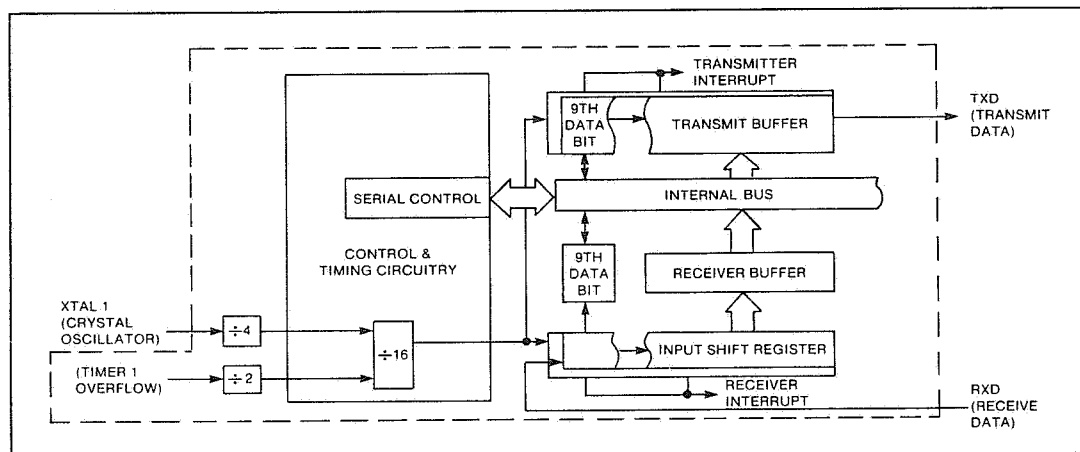 TRANSMITTER
INTERRUPT
9TH
DATA
BIT
TRANSMIT BUFFER
TXD
(TRANSMIT
DATA)
SERIAL CONTROL
INTERNAL BUS
CONTROL &
TIMING CIRCUITRY
9TH
DATA
BIT
RECEIVER BUFFER
XTAL 1
(CRYSTAL
OSCILLATOR)
÷4
÷16
INPUT SHIFT REGISTER
(TIMER 1
OVERFLOW)
÷2
RECEIVER
INTERRUPT
RXD
(RECEIVE
DATA)